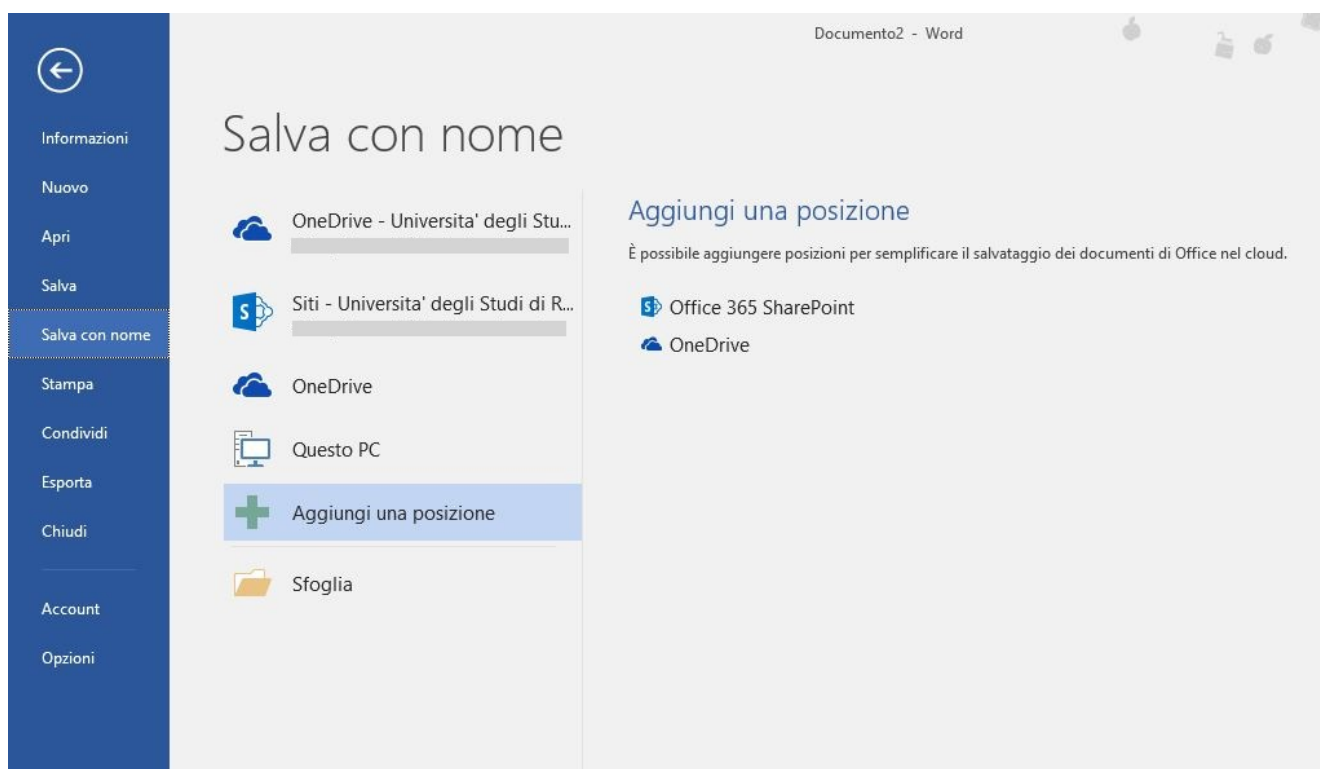 Documento2 - Word
Informazioni
Nuovo
Apri
Salva
Salva con nome
Stampa
Condividi
Esporta
Chiudi
Account
Opzioni
Salva con nome
OneDrive - Universita' degli Stu...
Siti - Universita' degli Studi di R...
OneDrive
Questo PC
Aggiungi una posizione
Sfoglia
Aggiungi una posizione
È possibile aggiungere posizioni per semplificare il salvataggio dei documenti di Office nel cloud.
Office 365 SharePoint
OneDrive